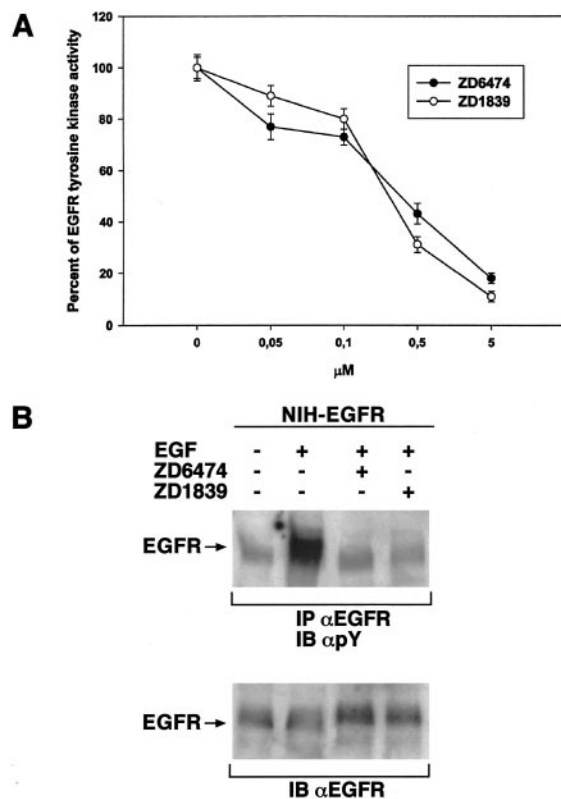 A
Percent of EGFR tyrosine kinase activity
120
100
80
60
40
20
0
ZD6474
ZD1839
0 0,05 0,1 0,5 5
µM
B
NIH-EGFR
EGF - + + +
ZD6474 - - + -
ZD1839 - - - +
EGFR
IP αEGFR
IB αpY
EGFR
IB αEGFR